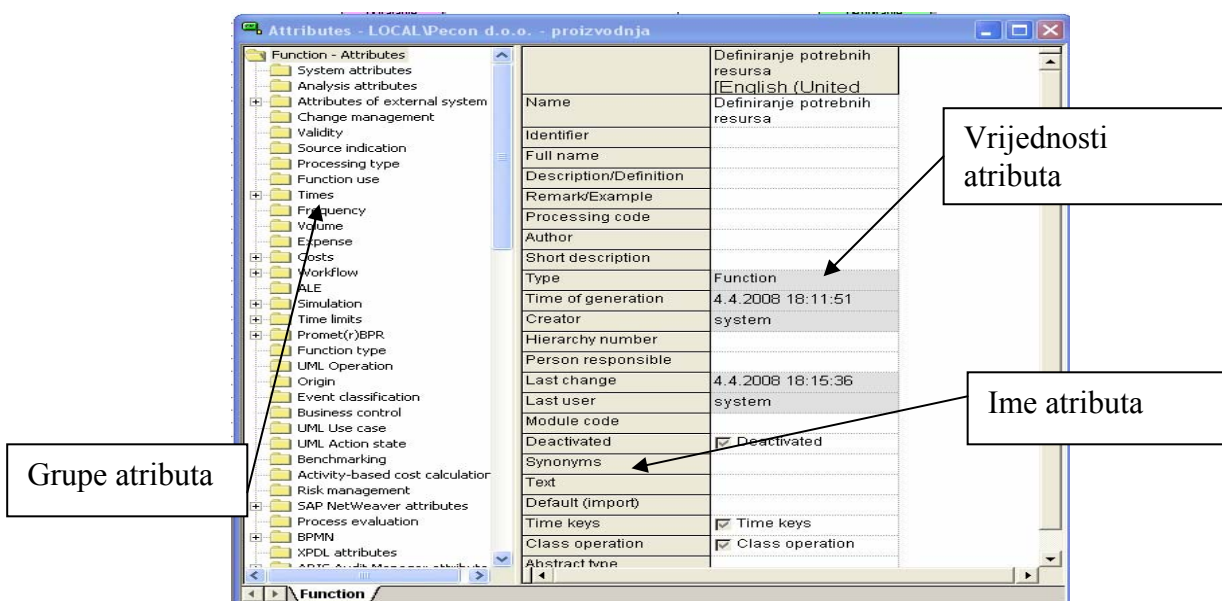 Attributes - LOCAL\Pecon d.o.o. - proizvodnja
Function - Attributes
System attributes
Analysis attributes
Attributes of external system
Change management
Validity
Source indication
Processing type
Function use
Times
Frequency
Volume
Expense
Costs
Workflow
ALE
Simulation
Time limits
Promet(r)BPR
Function type
UML Operation
Origin
Event classification
Business control
UML Use case
UML Action state
Benchmarking
Activity-based cost calculation
Risk management
SAP NetWeaver attributes
Process evaluation
BPMN
XPDL attributes
ARIS Audit Manager attribute
Function
Definiranje potrebnih
resursa
[English (United
Name Definiranje potrebnih
resursa
Identifier
Full name
Description/Definition
Remark/Example
Processing code
Author
Short description
Type Function
Time of generation 4.4.2008 18:11:51
Creator system
Hierarchy number
Person responsible
Last change 4.4.2008 18:15:36
Last user system
Module code
Deactivated Deactivated
Synonyms
Text
Default (import)
Time keys Time keys
Class operation Class operation
Abstract type
Vrijednosti
atributa
Ime atributa
Grupe atributa